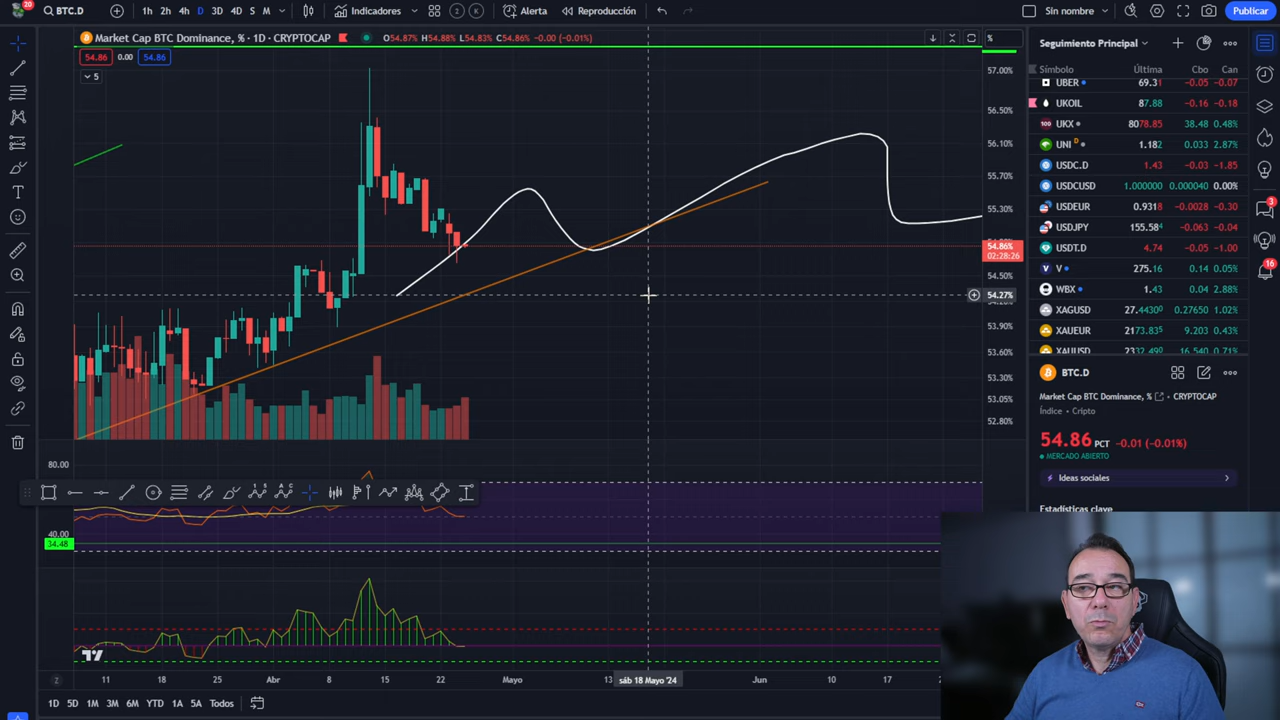 20
BTC.D
1h 2h 4h D 3D 4D S M
Indicadores
2 K
Alerta
Reproducción
Sin nombre
Publicar
Market Cap BTC Dominance, % · 1D · CRYPTOCAP
O54.87% H54.88% L54.83% C54.86% -0.00 (-0.01%)
54.86 0.00 54.86
5
%
57.00%
56.50%
56.10%
55.70%
55.30%
54.86%
02:28:26
54.50%
54.27%
53.90%
53.60%
53.30%
53.05%
52.80%
80.00
40.00
34.48
11 18 25 Abr 8 15 22 Mayo 13 sáb 18 Mayo '24 Jun 10 17
Z
1D 5D 1M 3M 6M YTD 1A 5A Todos
Seguimiento Principal
Símbolo Última Cbo Can
UBER 69.31 -0.05 -0.07
UKOIL 87.88 -0.16 -0.18
UKX 8078.85 38.48 0.48%
UNI D 1.182 0.033 2.87%
USDC.D 1.43 -0.03 -1.85
USDCUSD 1.000000 0.000040 0.00%
USDEUR 0.9318 -0.0028 -0.30
USDJPY 155.584 -0.063 -0.04
USDT.D 4.74 -0.05 -1.00
V 275.16 0.14 0.05%
WBX 1.43 0.04 2.88%
XAGUSD 27.4430 0.27650 1.02%
XAUEUR 2173.835 9.203 0.43%
XAUUSD 2332.490 16.540 0.71%
BTC.D
Market Cap BTC Dominance, % CRYPTOCAP
Índice · Cripto
54.86 PCT -0.01 (-0.01%)
MERCADO ABIERTO
Ideas sociales
Estadísticas clave
3
16